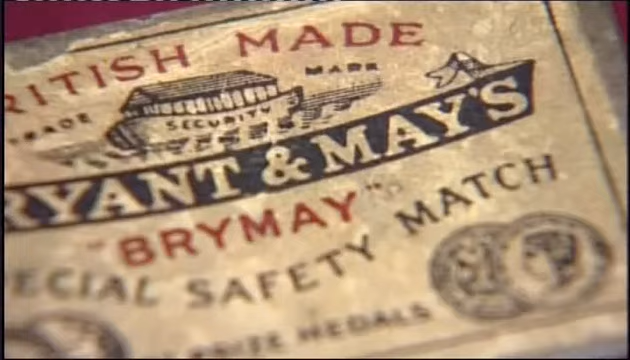 RITISH MADE
TRADE MARK
SECURITY
RYANT & MAY'S
"BRYMAY"
ECIAL SAFETY MATCH
MEDALS